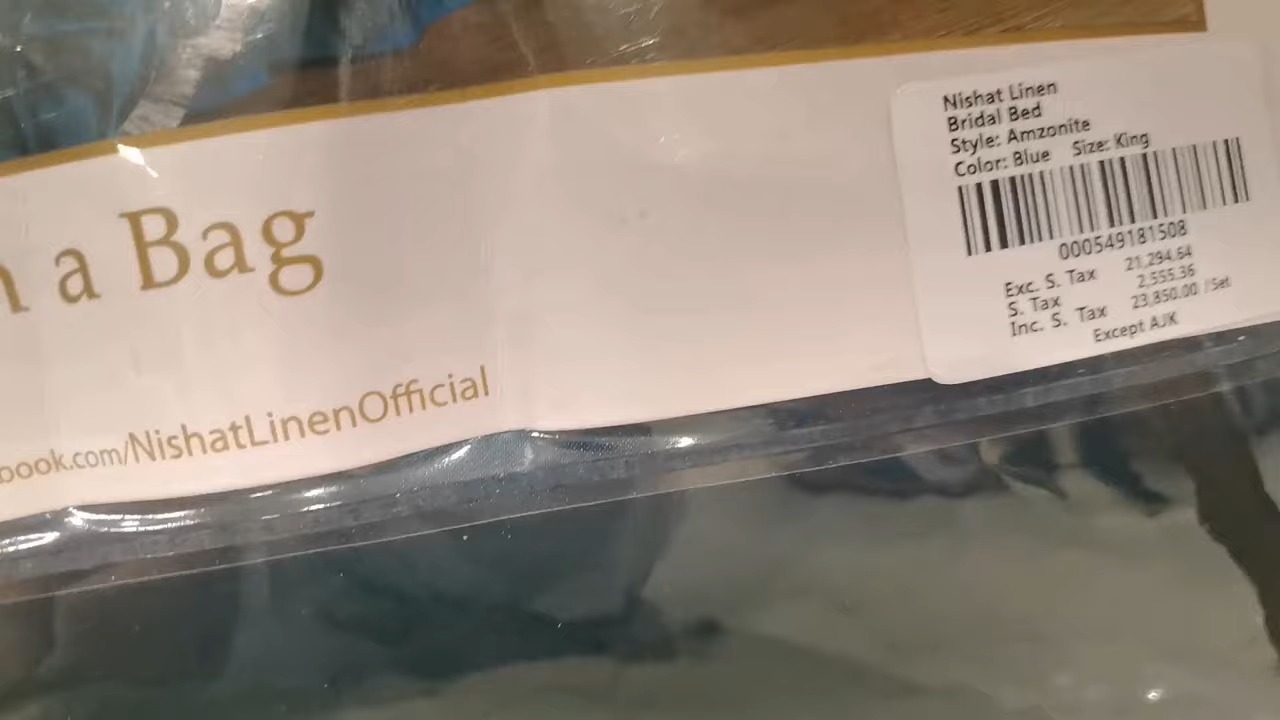 a Bag
book.com/NishatLinenOfficial
Nishat Linen
Bridal Bed
Style: Amzonite
Color: Blue Size: King
000549181508
Exc. S. Tax 21,294.64
S. Tax 2,555.36
Inc. S. Tax 23,850.00 /Set
Except AJK